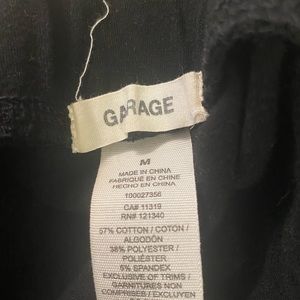 GARAGE
M
MADE IN CHINA
FABRIQUÉ EN CHINE
HECHO EN CHINA
100027356
CA# 11319
RN# 121340
57% COTTON / COTON /
ALGODÓN
38% POLYESTER /
POLIÉSTER
5% SPANDEX
EXCLUSIVE OF TRIMS /
GARNITURES NON
COMPRISES / EXCLUYEN